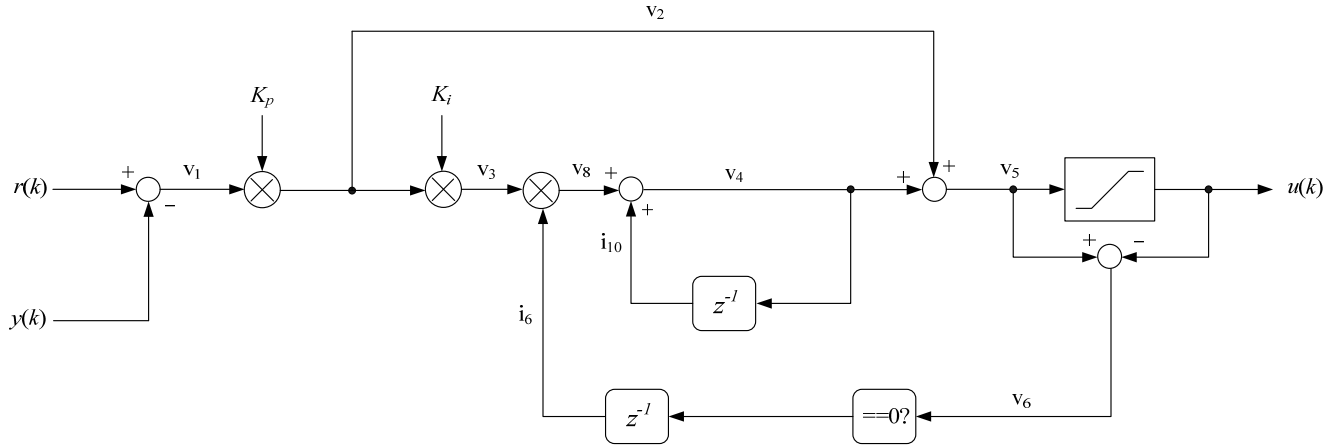 v2
Kp
Ki
+
v1
v3
v8
+
v4
+
+
v5
r(k)
−
+
u(k)
i10
+
−
z-1
y(k)
i6
z-1
==0?
v6